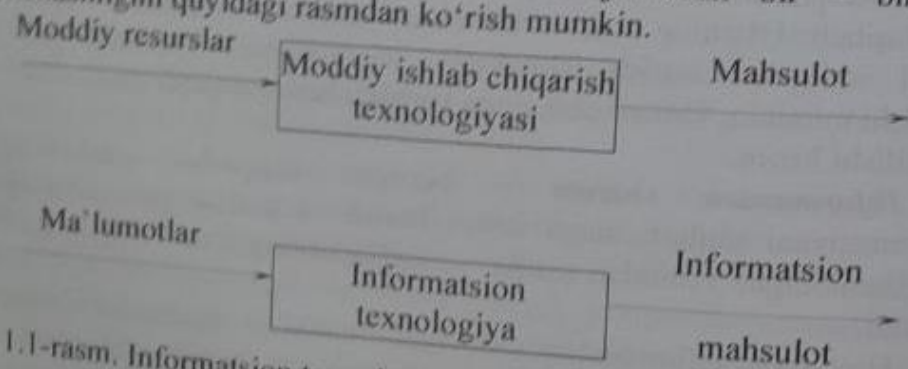 quyidagi rasmdan ko‘rish mumkin.
Moddiy resurslar
Moddiy ishlab chiqarish
texnologiyasi
Mahsulot
Ma’lumotlar
Informatsion
texnologiya
Informatsion
mahsulot
1.1-rasm. Informatsion